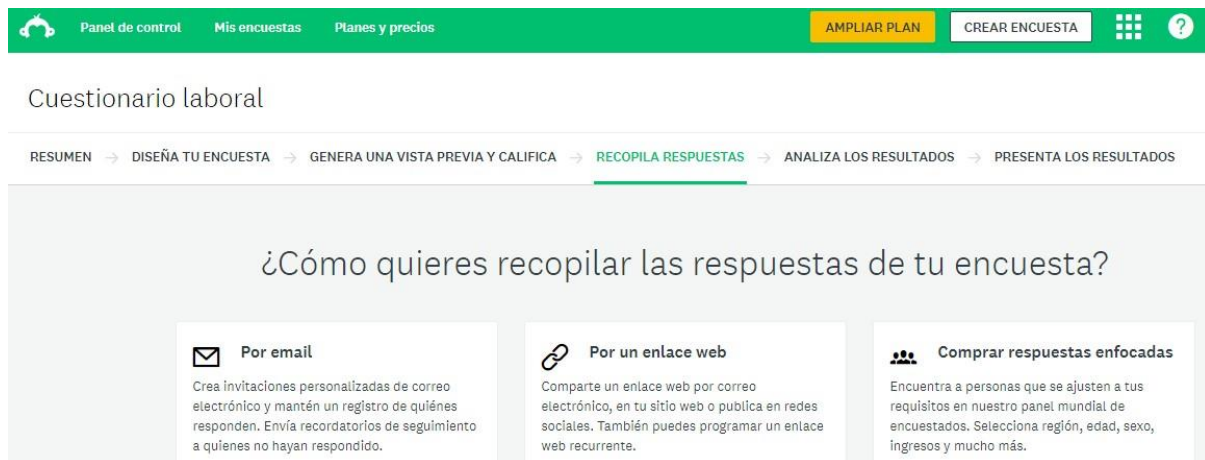 Panel de control Mis encuestas Planes y precios AMPLIAR PLAN CREAR ENCUESTA ?
Cuestionario laboral
RESUMEN → DISEÑA TU ENCUESTA → GENERA UNA VISTA PREVIA Y CALIFICA → RECOPILA RESPUESTAS → ANALIZA LOS RESULTADOS → PRESENTA LOS RESULTADOS
¿Cómo quieres recopilar las respuestas de tu encuesta?
Por email
Crea invitaciones personalizadas de correo
electrónico y mantén un registro de quiénes
responden. Envía recordatorios de seguimiento
a quienes no hayan respondido.
Por un enlace web
Comparte un enlace web por correo
electrónico, en tu sitio web o publica en redes
sociales. También puedes programar un enlace
web recurrente.
Comprar respuestas enfocadas
Encuentra a personas que se ajusten a tus
requisitos en nuestro panel mundial de
encuestados. Selecciona región, edad, sexo,
ingresos y mucho más.